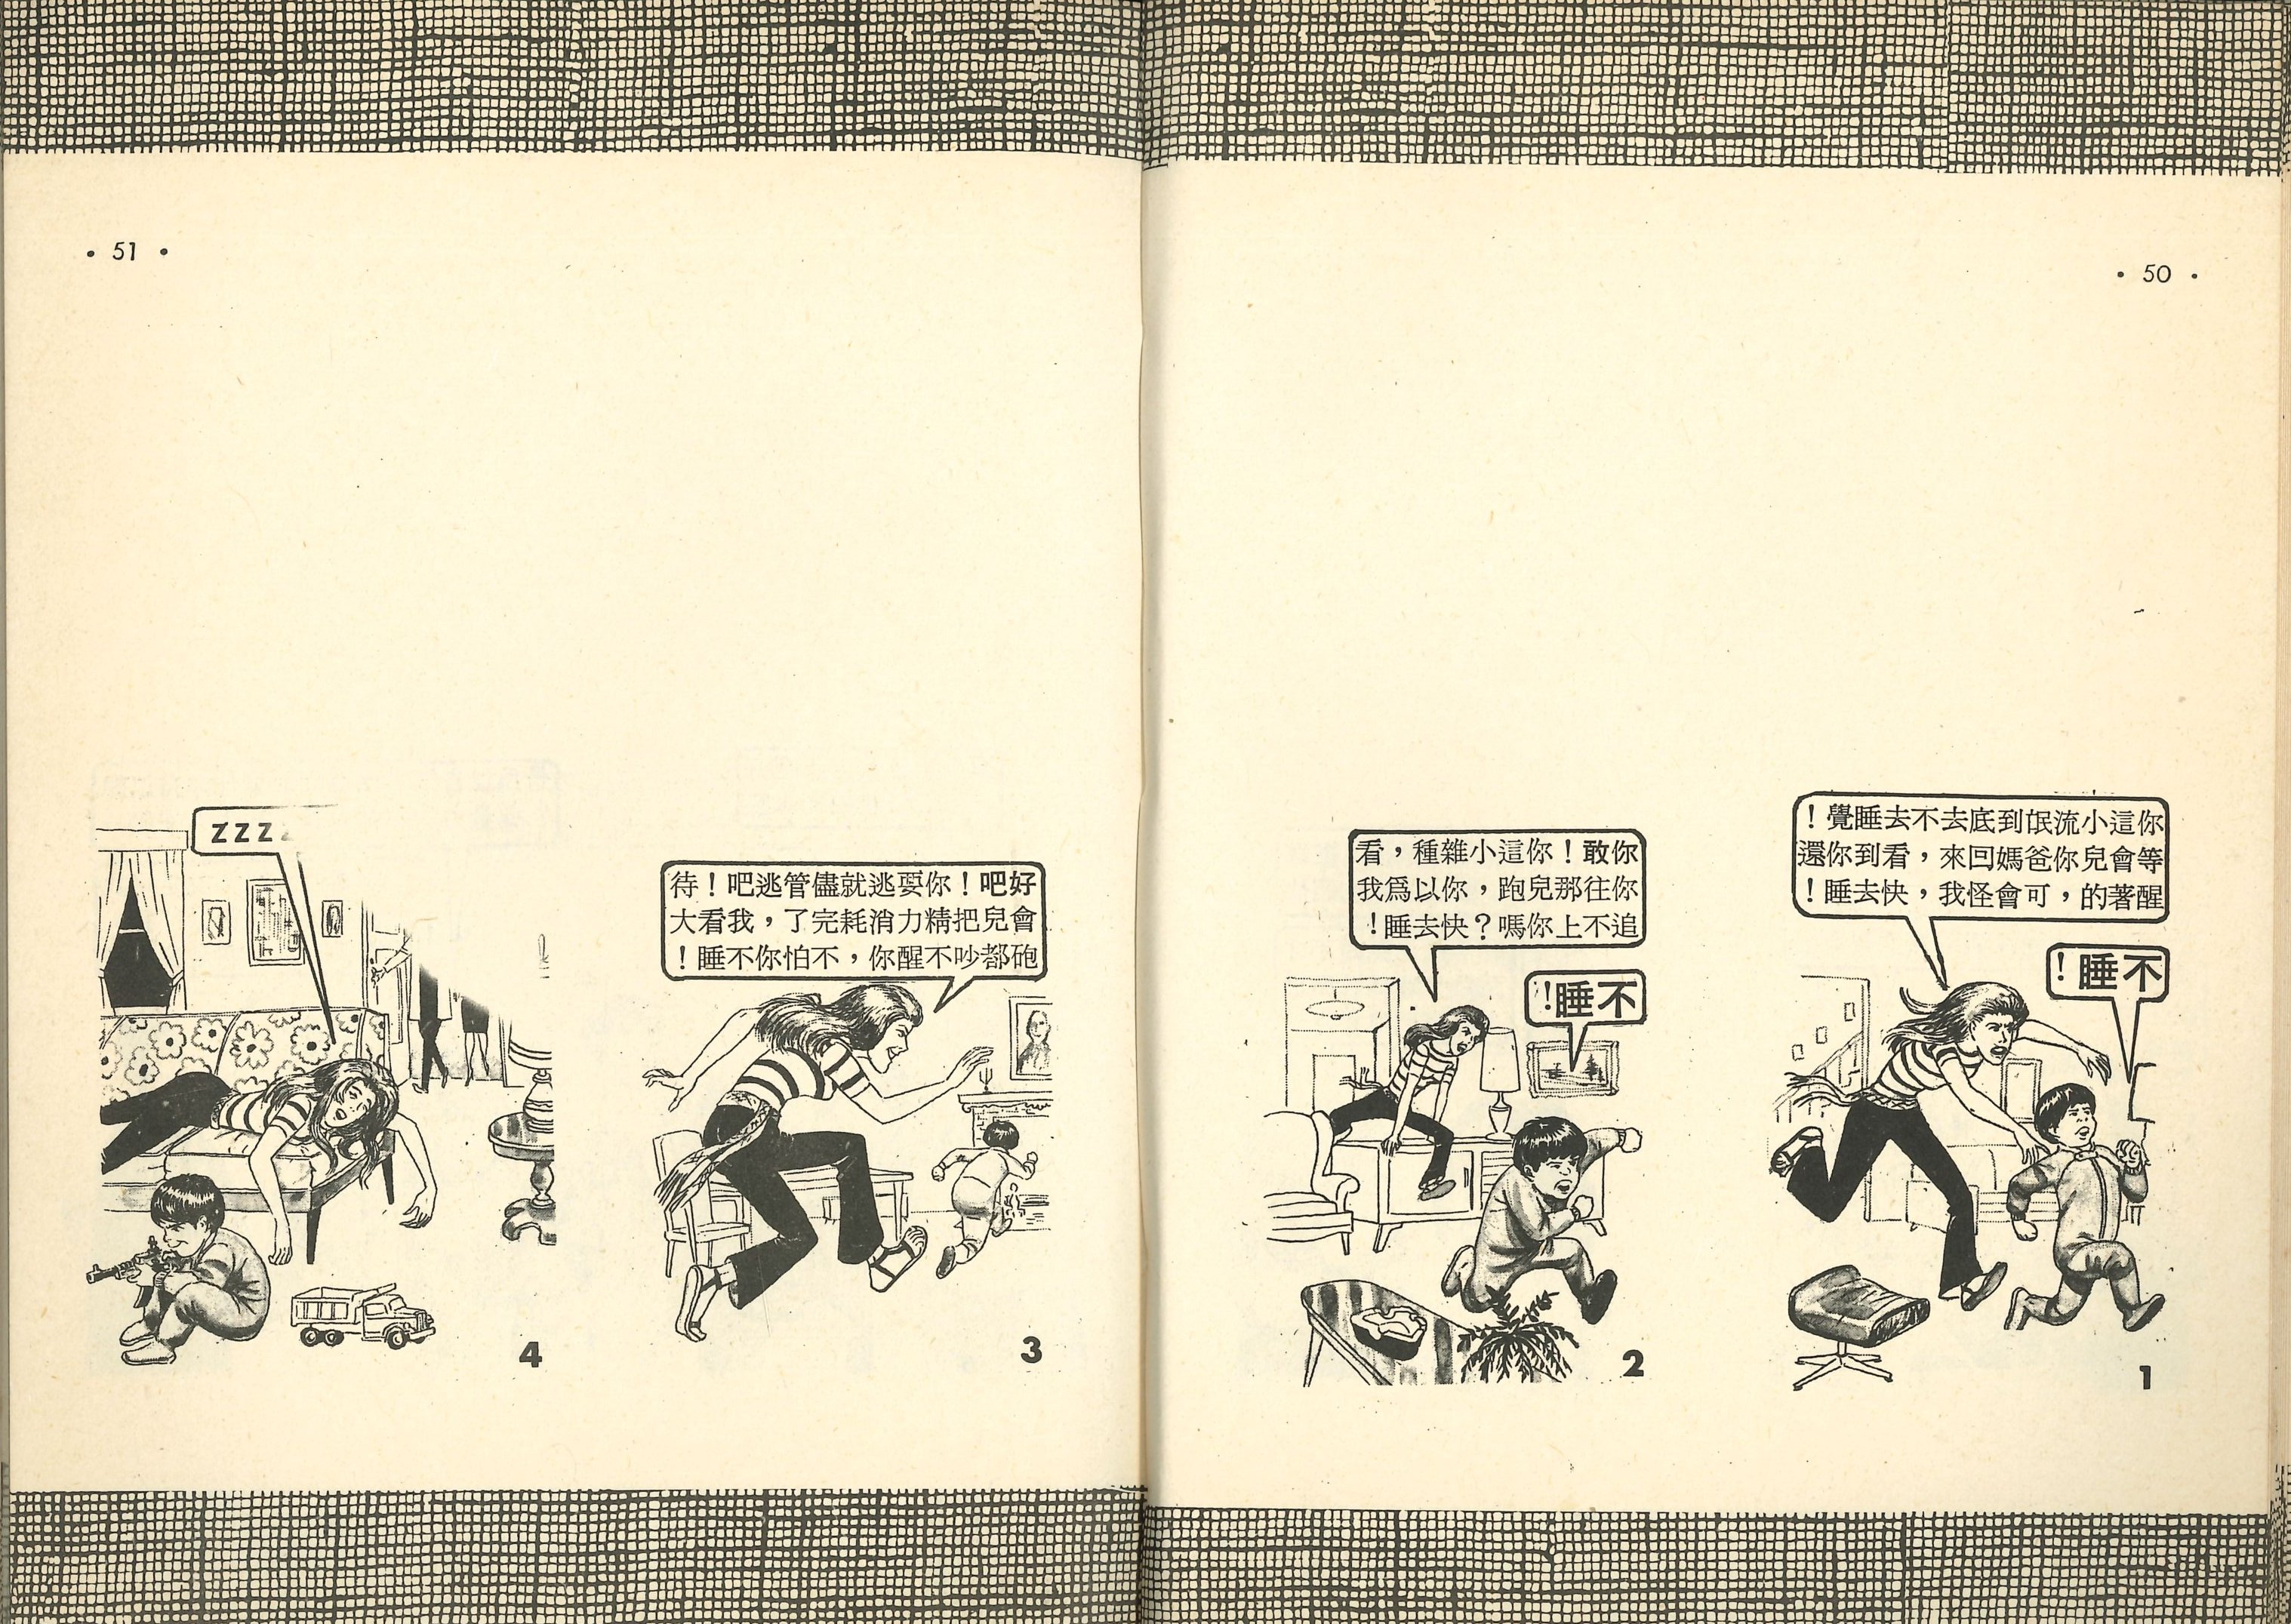 • 50 •
你這小流氓到底去不去睡覺！
等會兒你爸媽回來，看到你還
醒著的，可會怪我，快去睡！
不睡！
1
你敢！你這小雜種，看
你往那兒跑，你以爲我
追不上你嗎？快去睡！
不睡！
2
• 51 •
好吧！你要逃就儘管逃吧！待
會兒把精力消耗完了，我看大
砲都吵不醒你，不怕你不睡！
3
ZZZZ
4